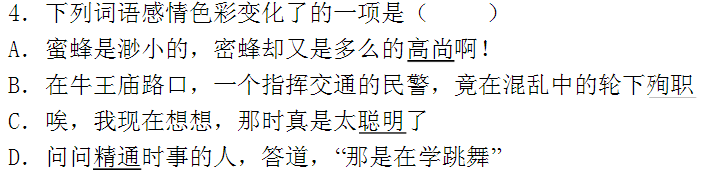 4．下列词语感情色彩变化了的一项是（　　）
A．蜜蜂是渺小的，蜜蜂却又是多么的高尚啊！
B．在牛王庙路口，一个指挥交通的民警，竟在混乱中的轮下殉职
C．唉，我现在想想，那时真是太聪明了
D．问问精通时事的人，答道，“那是在学跳舞”